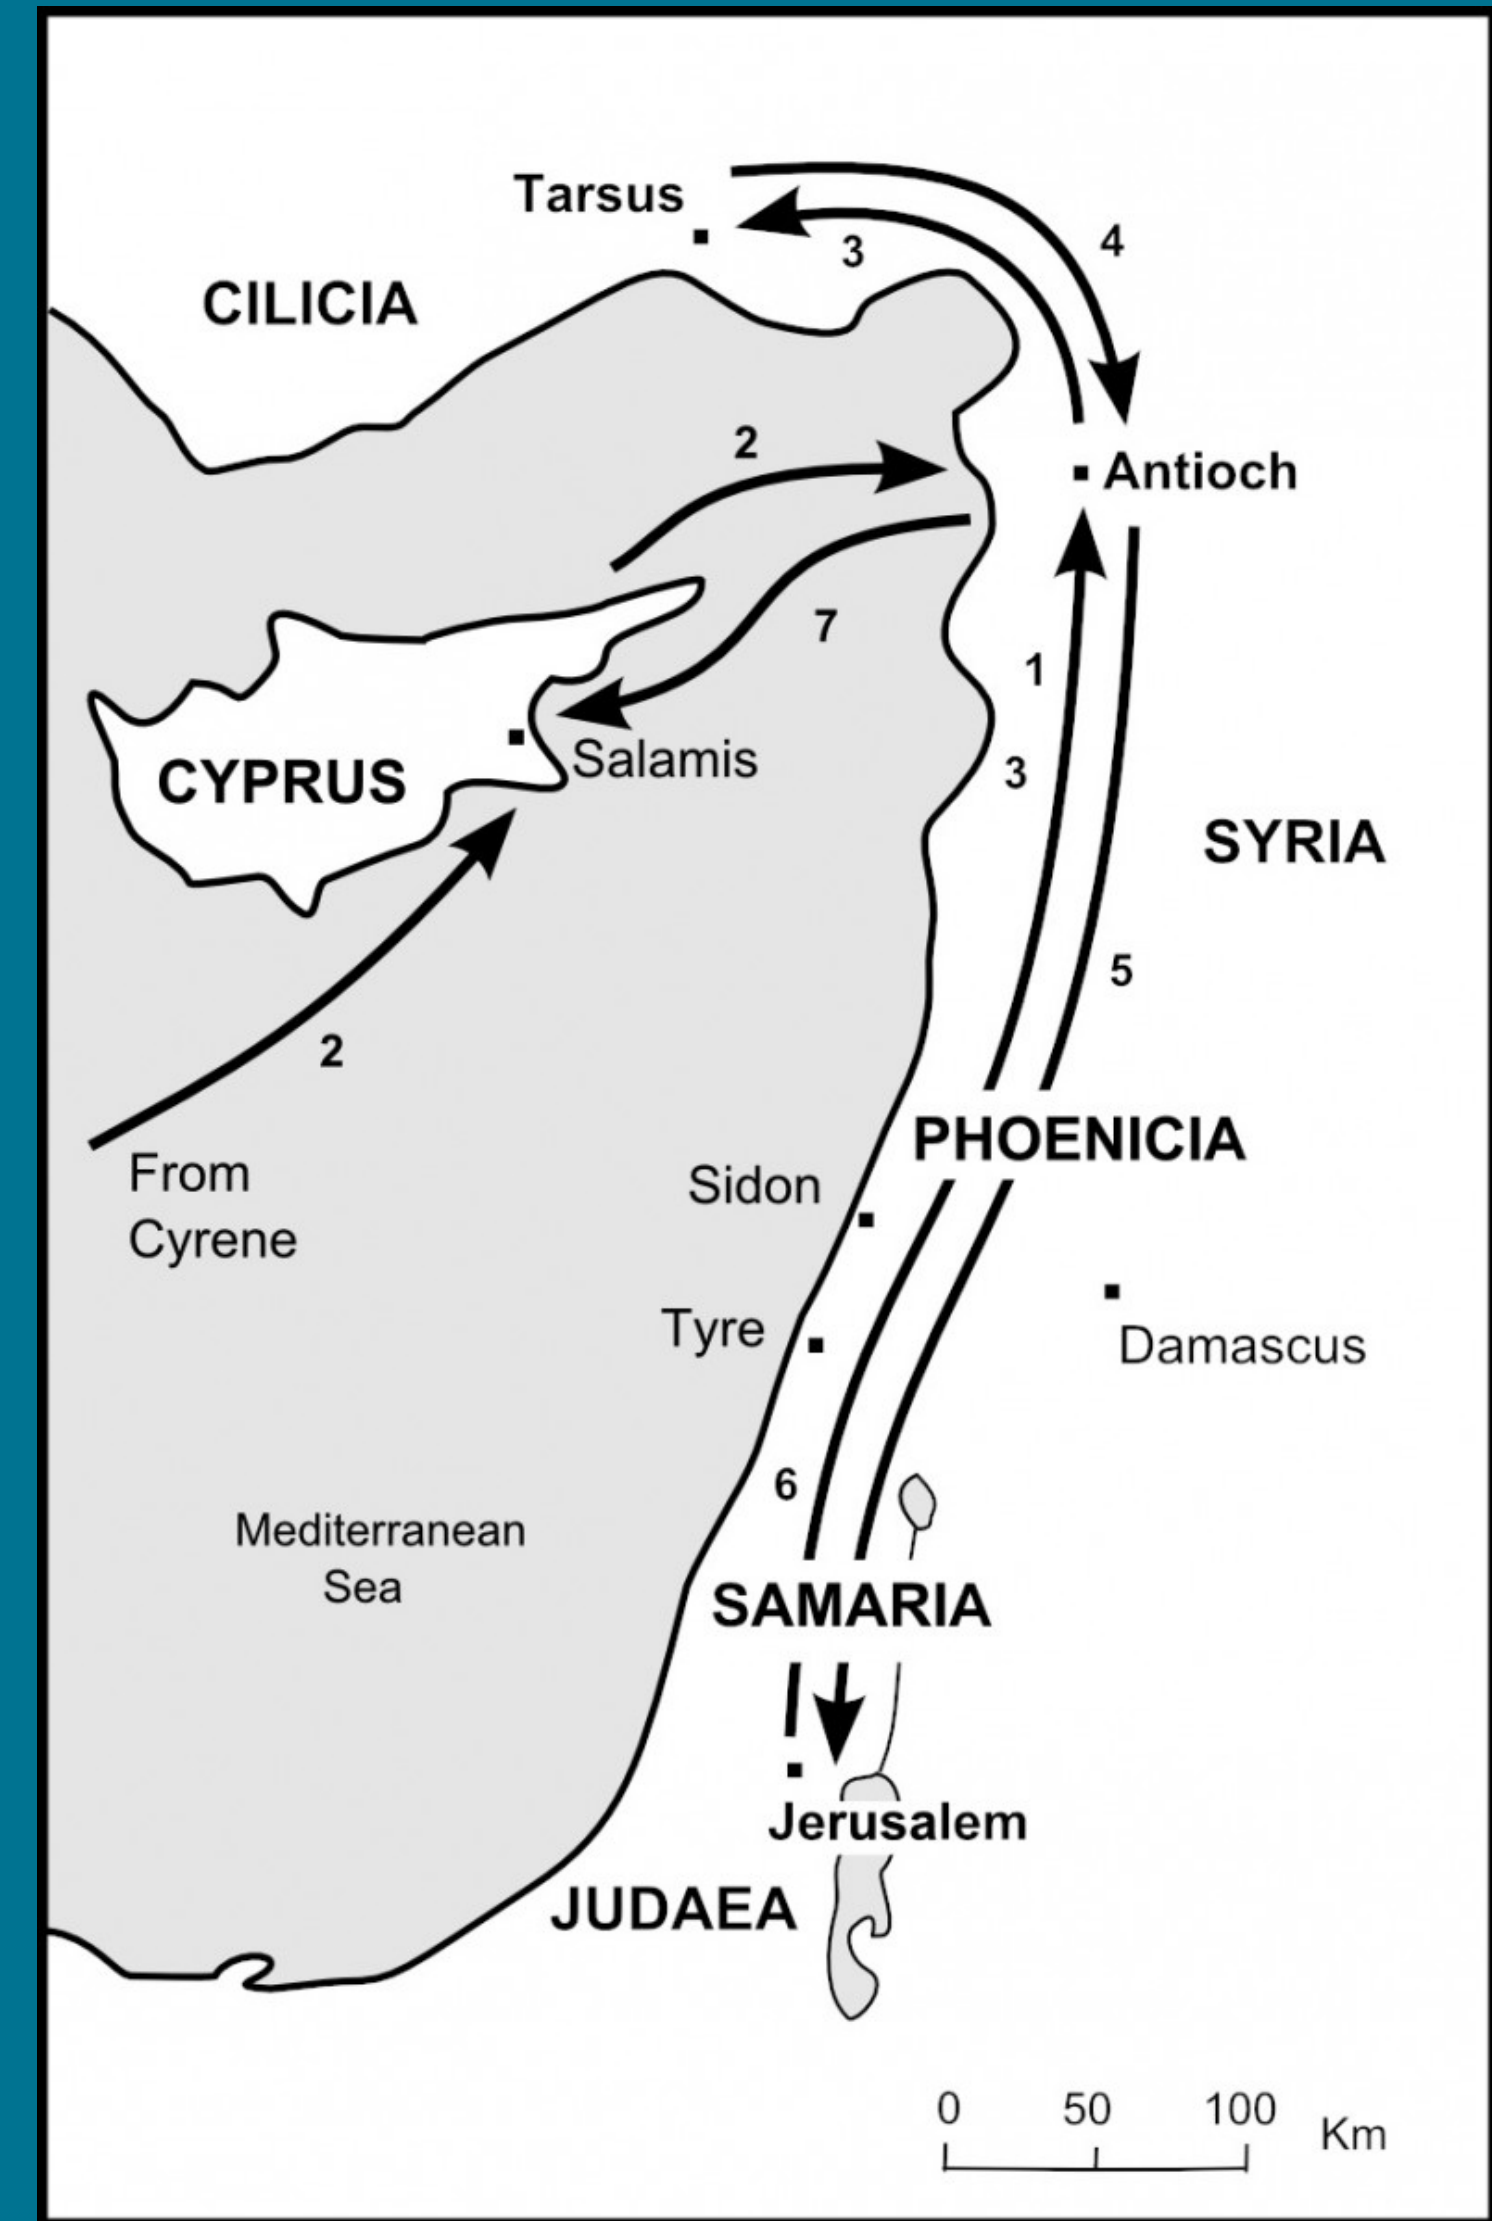 Tarsus
4
3
CILICIA
2
Antioch
7
1
Salamis
3
CYPRUS
SYRIA
5
2
PHOENICIA
From
Cyrene
Sidon
Tyre
Damascus
6
Mediterranean
Sea
SAMARIA
Jerusalem
JUDAEA
0 50 100 Km